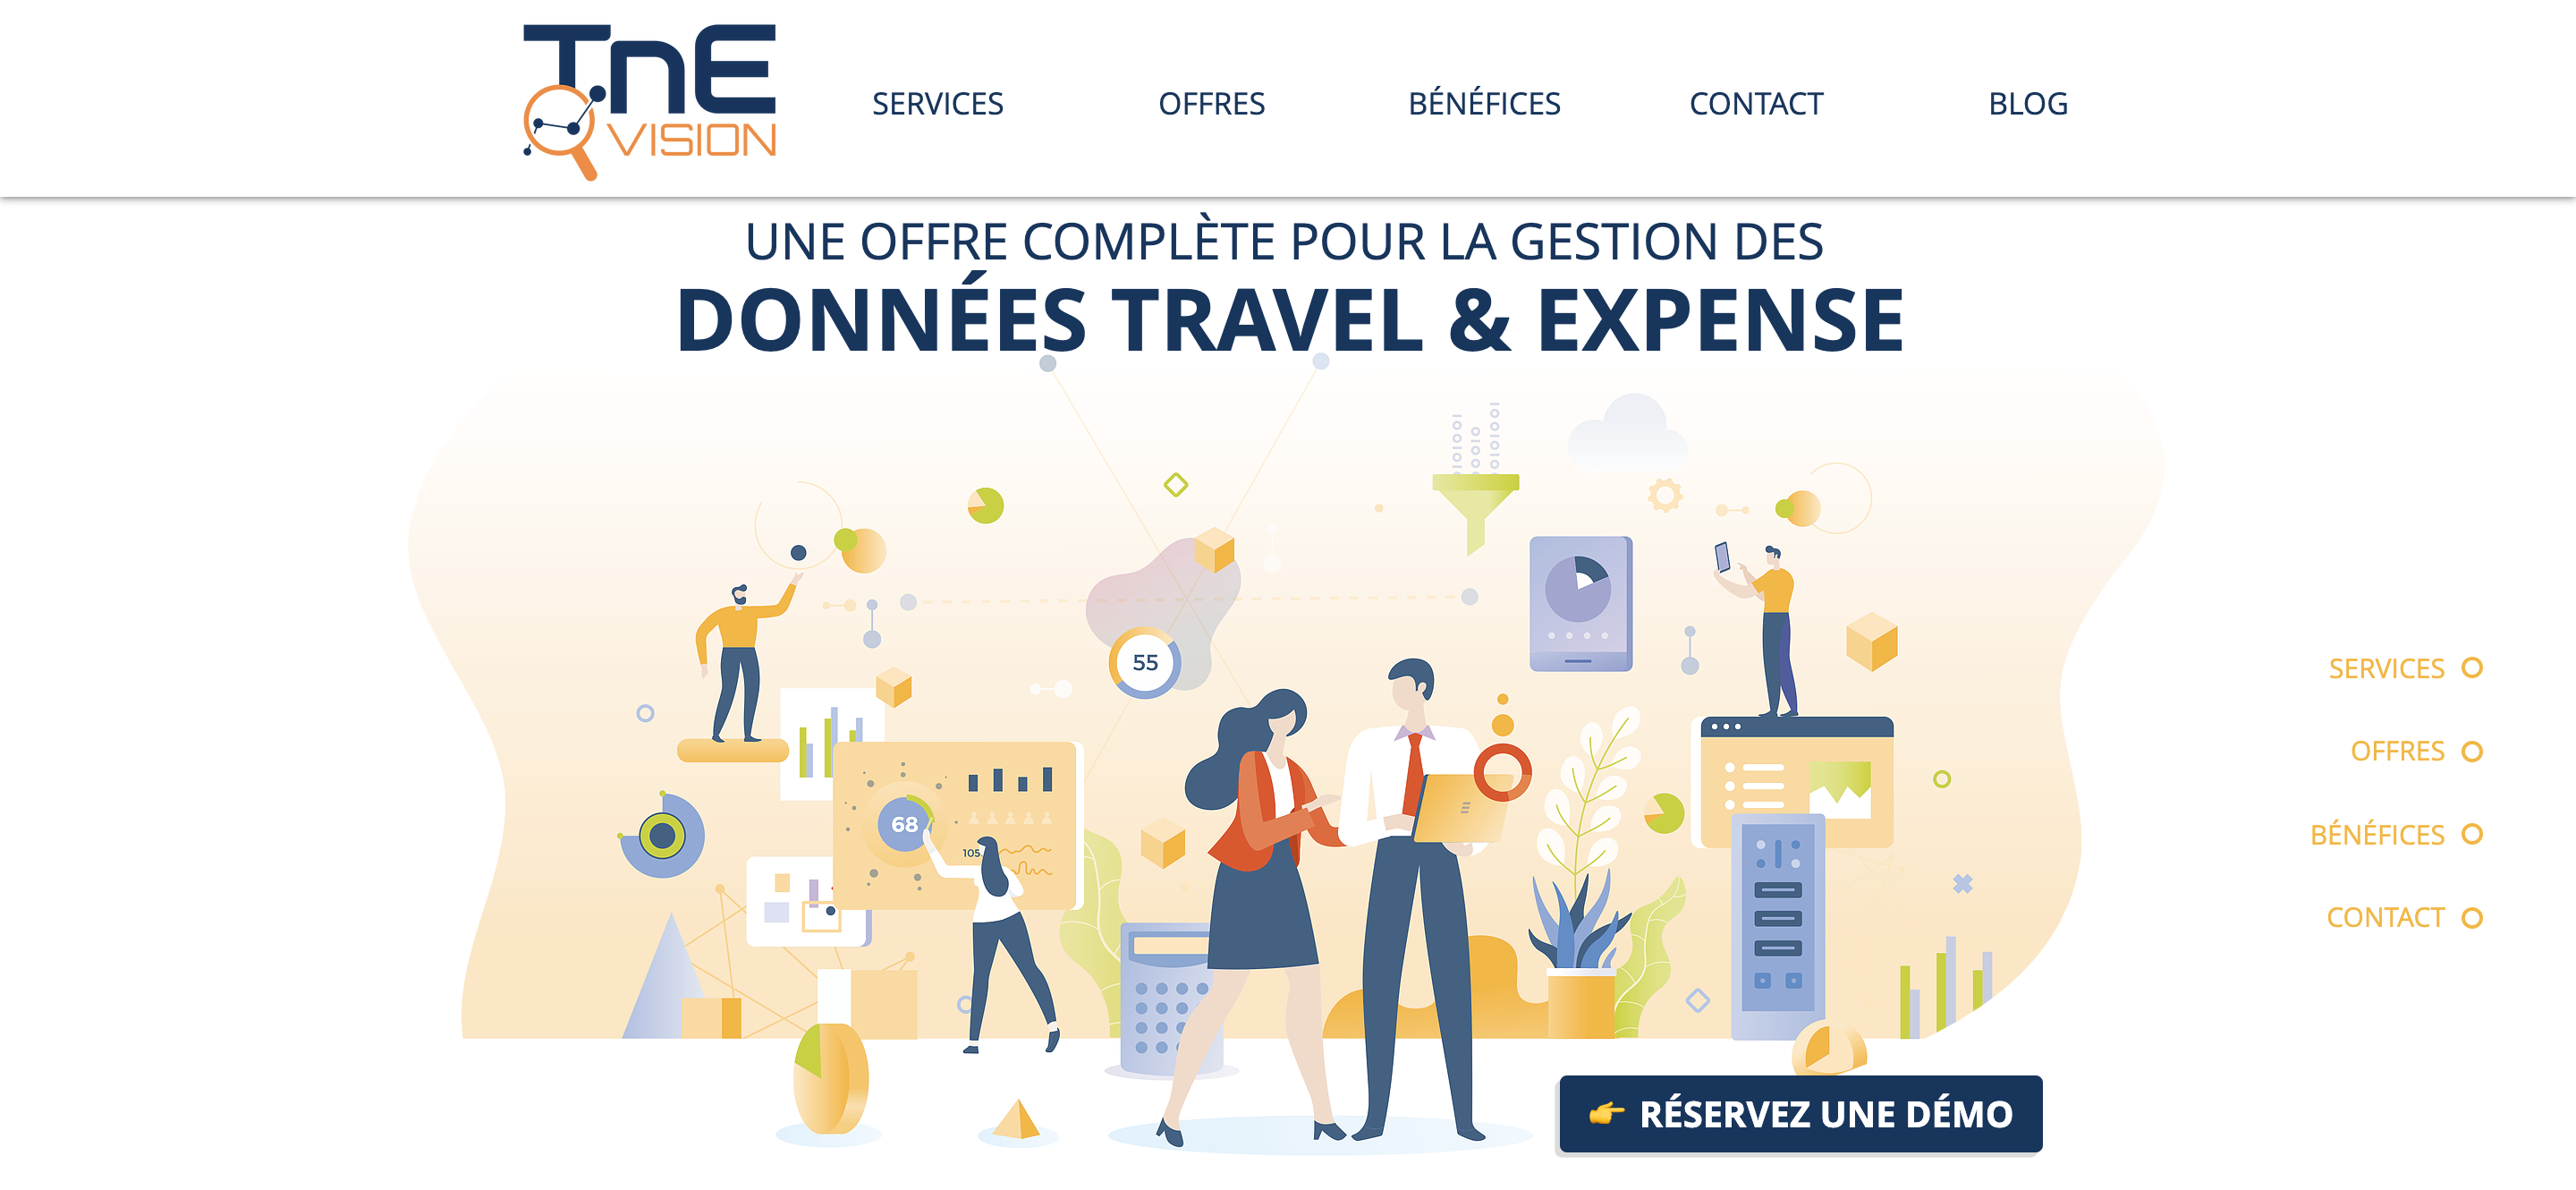 TnE
VISION
SERVICES
OFFRES
BÉNÉFICES
CONTACT
BLOG
UNE OFFRE COMPLÈTE POUR LA GESTION DES
DONNÉES TRAVEL & EXPENSE
55
68
105
SERVICES
OFFRES
BÉNÉFICES
CONTACT
👉 RÉSERVEZ UNE DÉMO